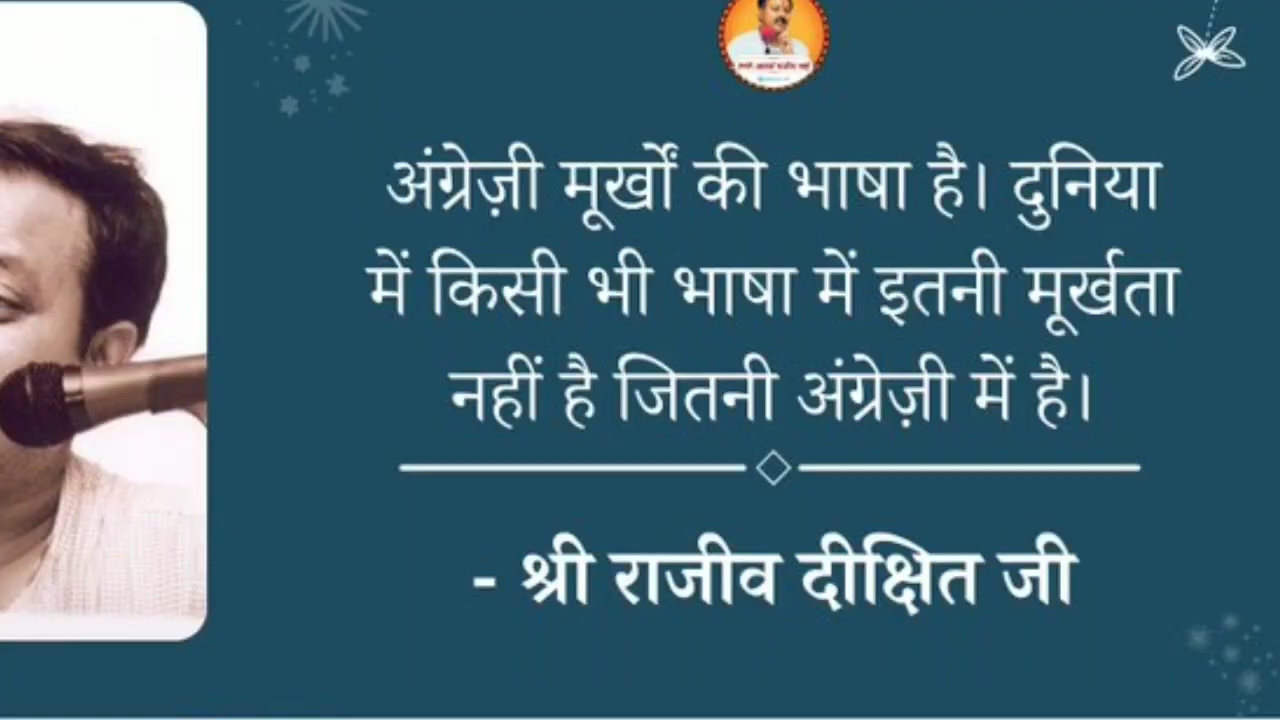 अंग्रेज़ी मूर्खों की भाषा है। दुनिया
में किसी भी भाषा में इतनी मूर्खता
नहीं है जितनी अंग्रेज़ी में है।
- श्री राजीव दीक्षित जी